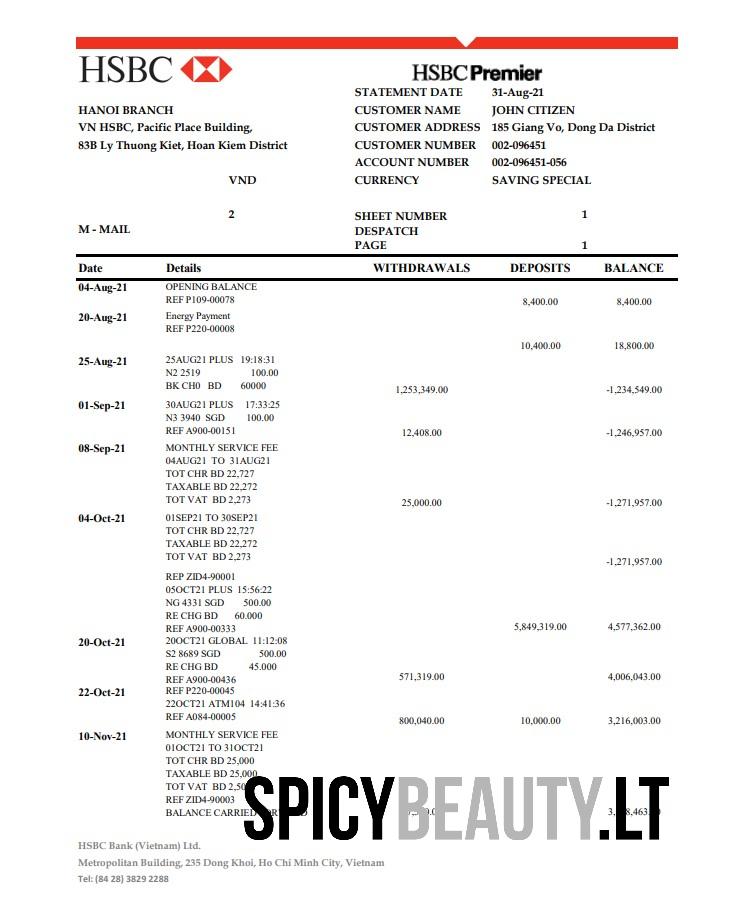 HSBC
HSBC Premier
STATEMENT DATE 31-Aug-21
HANOI BRANCH CUSTOMER NAME JOHN CITIZEN
VN HSBC, Pacific Place Building, CUSTOMER ADDRESS 185 Giang Vo, Dong Da District
83B Ly Thuong Kiet, Hoan Kiem District CUSTOMER NUMBER 002-096451
ACCOUNT NUMBER 002-096451-056
VND CURRENCY SAVING SPECIAL
2 SHEET NUMBER 1
M - MAIL DESPATCH
PAGE 1
Date Details WITHDRAWALS DEPOSITS BALANCE
04-Aug-21 OPENING BALANCE
REF P109-00078 8,400.00 8,400.00
20-Aug-21 Energy Payment
REF P220-00008
10,400.00 18,800.00
25-Aug-21 25AUG21 PLUS 19:18:31
N2 2519 100.00
BK CH0 BD 60000 1,253,349.00 -1,234,549.00
01-Sep-21 30AUG21 PLUS 17:33:25
N3 3940 SGD 100.00
REF A900-00151 12,408.00 -1,246,957.00
08-Sep-21 MONTHLY SERVICE FEE
04AUG21 TO 31AUG21
TOT CHR BD 22,727
TAXABLE BD 22,272
TOT VAT BD 2,273 25,000.00 -1,271,957.00
04-Oct-21 01SEP21 TO 30SEP21
TOT CHR BD 22,727
TAXABLE BD 22,272
TOT VAT BD 2,273 -1,271,957.00
REP ZID4-90001
05OCT21 PLUS 15:56:22
NG 4331 SGD 500.00
RE CHG BD 60.000
REF A900-00333 5,849,319.00 4,577,362.00
20-Oct-21 20OCT21 GLOBAL 11:12:08
S2 8689 SGD 500.00
RE CHG BD 45.000
REF A900-00436 571,319.00 4,006,043.00
22-Oct-21 REF P220-00045
22OCT21 ATM104 14:41:36
REF A084-00005 800,040.00 10,000.00 3,216,003.00
10-Nov-21 MONTHLY SERVICE FEE
01OCT21 TO 31OCT21
TOT CHR BD 25,000
TAXABLE BD 25,000
TOT VAT BD
REF ZID4-90003
BALANCE CARRIED
SPICYBEAUTY.LT
HSBC Bank (Vietnam) Ltd.
Metropolitan Building, 235 Dong Khoi, Ho Chi Minh City, Vietnam
Tel: (84 28) 3829 2288